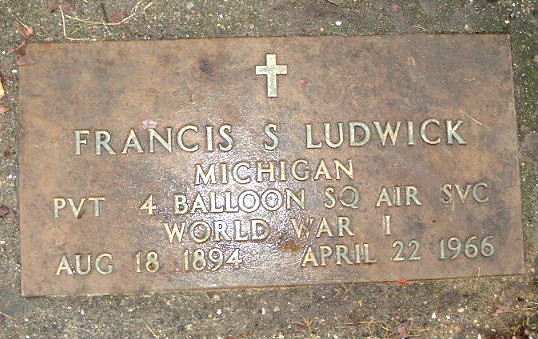 FRANCIS S LUDWICK
MICHIGAN
PVT 4 BALLOON SQ AIR SVC
WORLD WAR I
AUG 18 1894 APRIL 22 1966